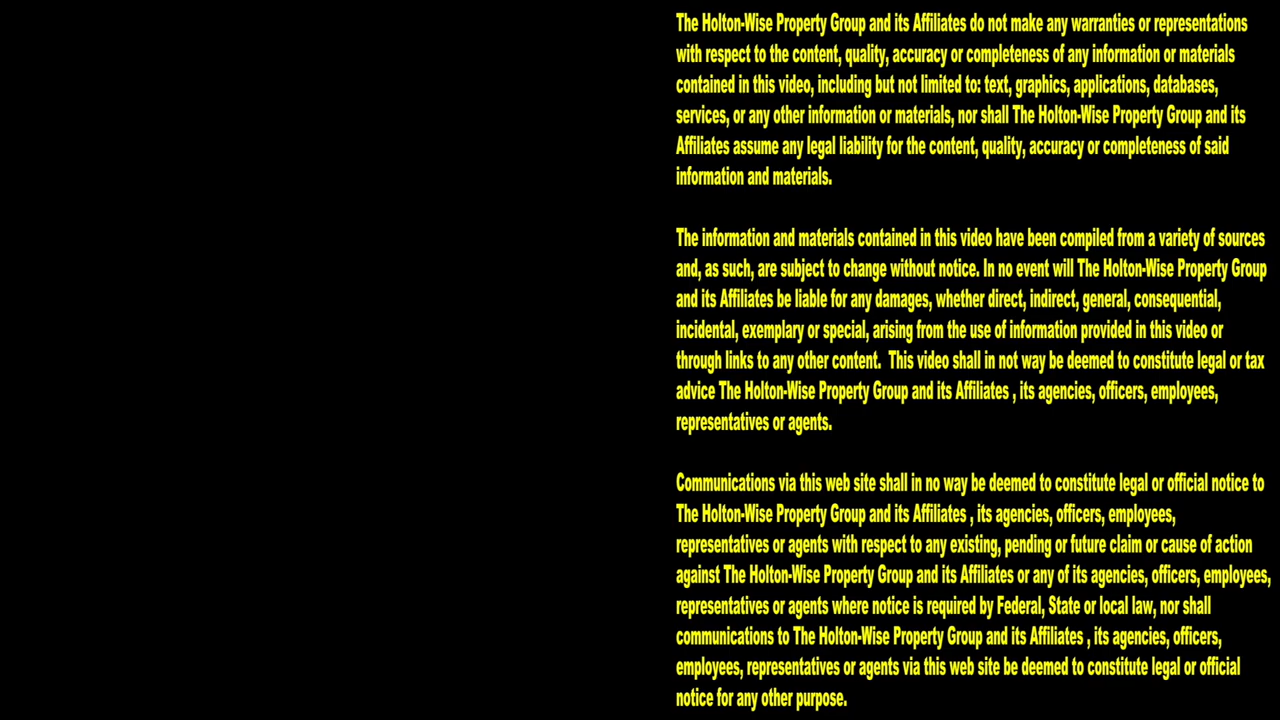 The Holton-Wise Property Group and its Affiliates do not make any warranties or representations
with respect to the content, quality, accuracy or completeness of any information or materials
contained in this video, including but not limited to: text, graphics, applications, databases,
services, or any other information or materials, nor shall The Holton-Wise Property Group and its
Affiliates assume any legal liability for the content, quality, accuracy or completeness of said
information and materials.
The information and materials contained in this video have been compiled from a variety of sources
and, as such, are subject to change without notice. In no event will The Holton-Wise Property Group
and its Affiliates be liable for any damages, whether direct, indirect, general, consequential,
incidental, exemplary or special, arising from the use of information provided in this video or
through links to any other content.  This video shall in not way be deemed to constitute legal or tax
advice The Holton-Wise Property Group and its Affiliates , its agencies, officers, employees,
representatives or agents.
Communications via this web site shall in no way be deemed to constitute legal or official notice to
The Holton-Wise Property Group and its Affiliates , its agencies, officers, employees,
representatives or agents with respect to any existing, pending or future claim or cause of action
against The Holton-Wise Property Group and its Affiliates or any of its agencies, officers, employees,
representatives or agents where notice is required by Federal, State or local law, nor shall
communications to The Holton-Wise Property Group and its Affiliates , its agencies, officers,
employees, representatives or agents via this web site be deemed to constitute legal or official
notice for any other purpose.